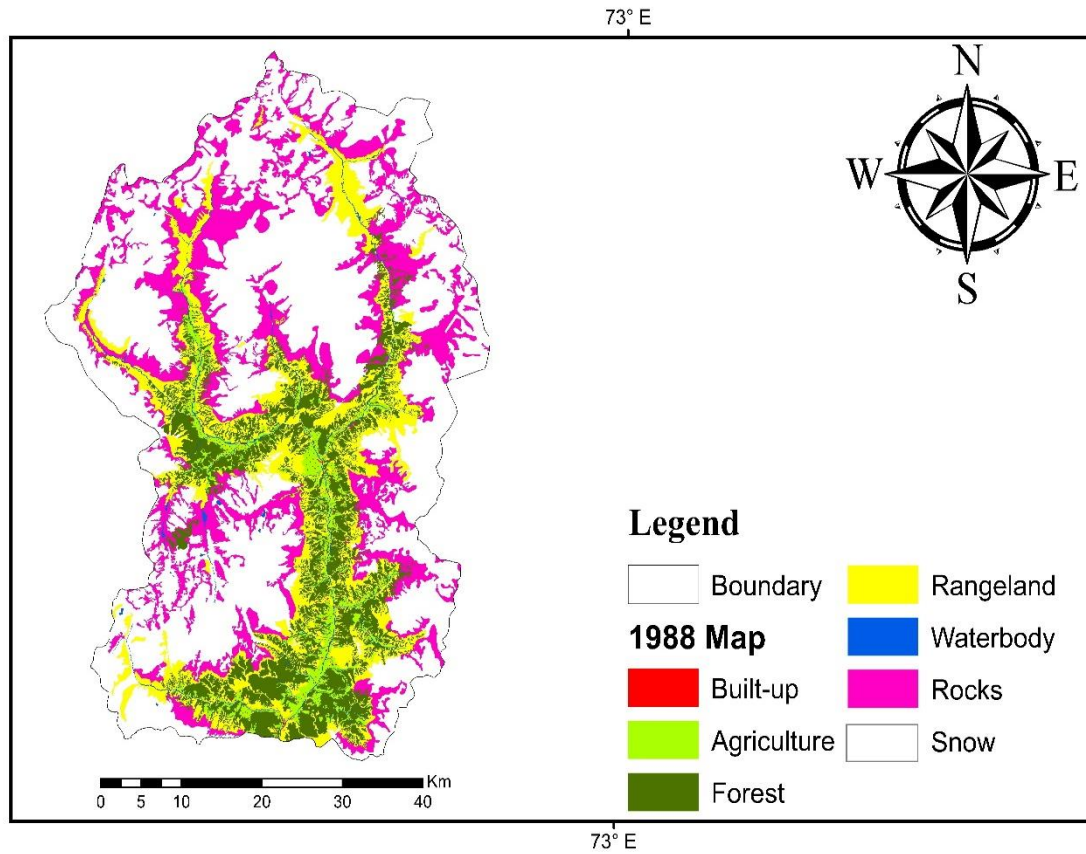 73° E
N
W E
S
Legend
Boundary Rangeland
1988 Map Waterbody
Built-up Rocks
Agriculture Snow
Forest
Km
0 5 10 20 30 40
73° E